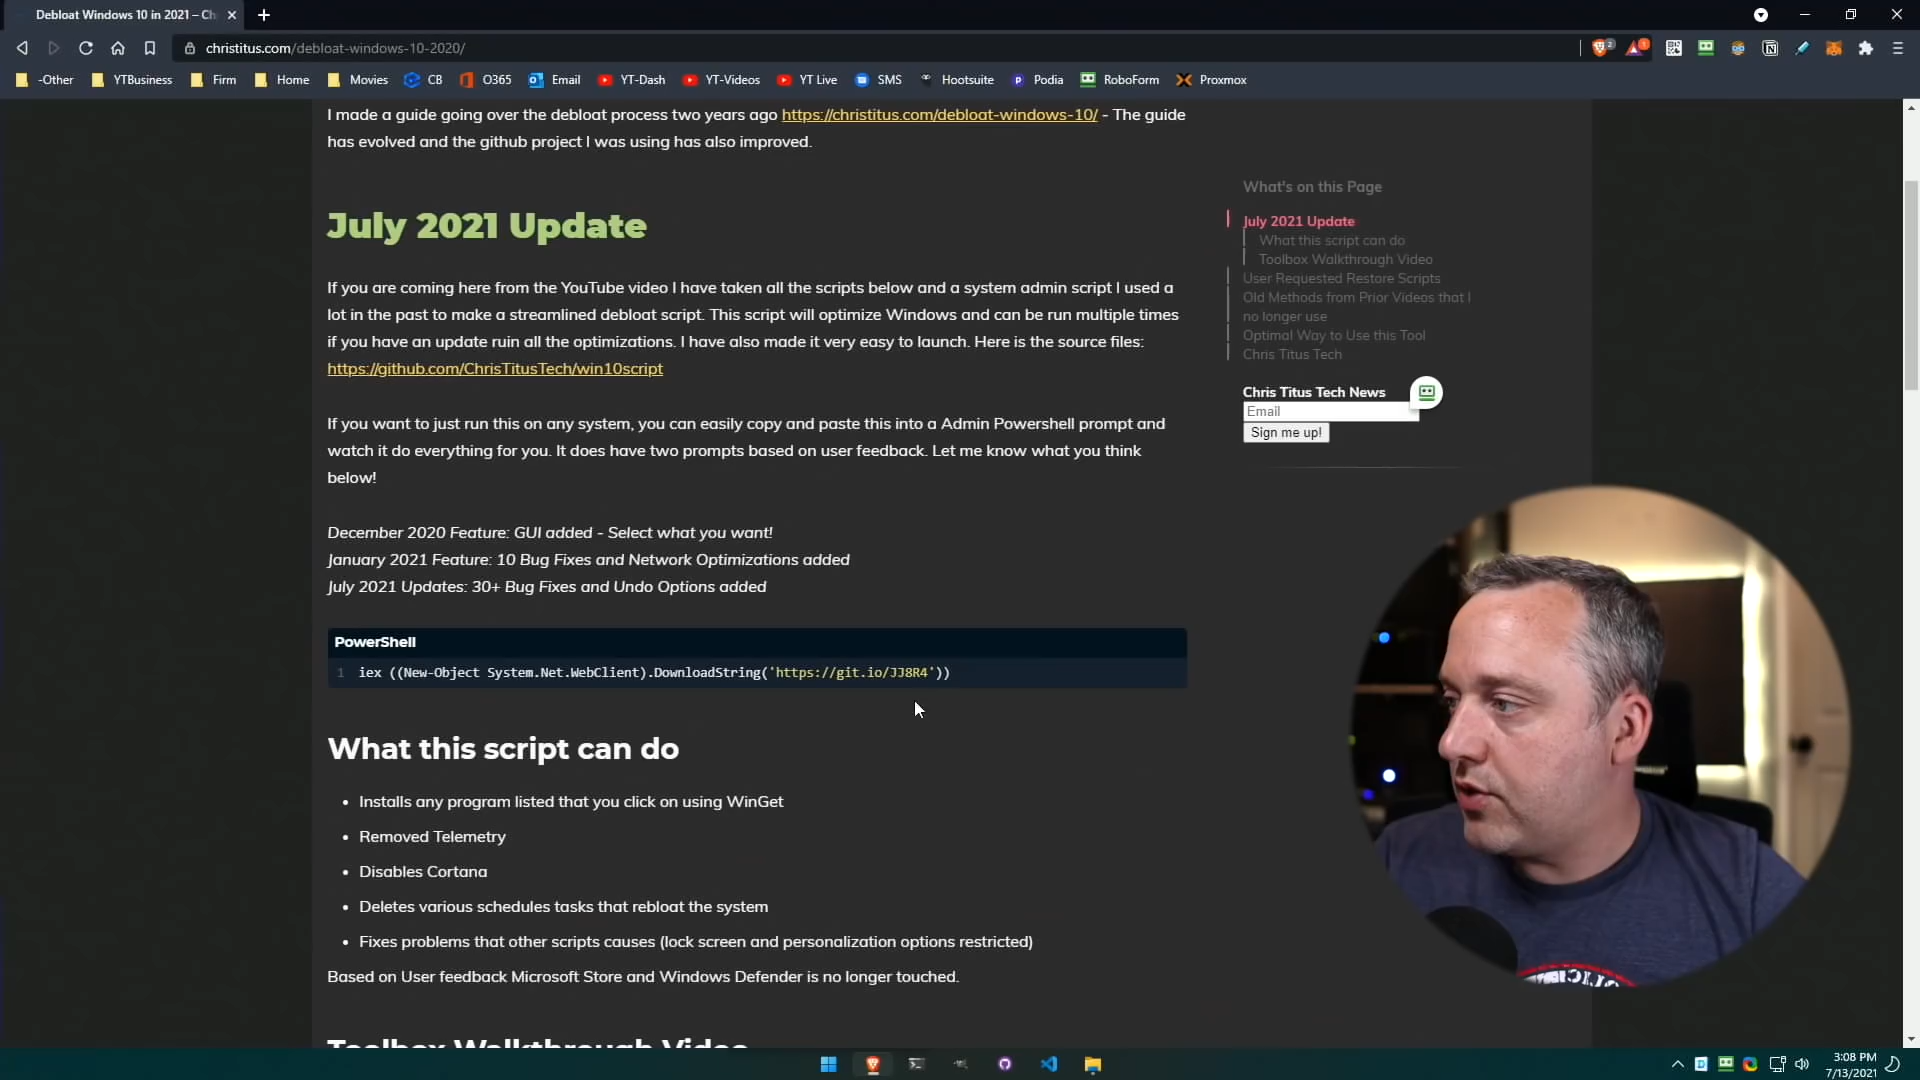 Debloat Windows 10 in 2021 – Ch
christitus.com/debloat-windows-10-2020/
2
1
-Other
YTBusiness
Firm
Home
Movies
CB
O365
Email
YT-Dash
YT-Videos
YT Live
SMS
Hootsuite
Podia
RoboForm
Proxmox
I made a guide going over the debloat process two years ago https://christitus.com/debloat-windows-10/ - The guide
has evolved and the github project I was using has also improved.
July 2021 Update
If you are coming here from the YouTube video I have taken all the scripts below and a system admin script I used a
lot in the past to make a streamlined debloat script. This script will optimize Windows and can be run multiple times
if you have an update ruin all the optimizations. I have also made it very easy to launch. Here is the source files:
https://github.com/ChrisTitusTech/win10script
If you want to just run this on any system, you can easily copy and paste this into a Admin Powershell prompt and
watch it do everything for you. It does have two prompts based on user feedback. Let me know what you think
below!
December 2020 Feature: GUI added - Select what you want!
January 2021 Feature: 10 Bug Fixes and Network Optimizations added
July 2021 Updates: 30+ Bug Fixes and Undo Options added
PowerShell
1 iex ((New-Object System.Net.WebClient).DownloadString('https://git.io/JJ8R4'))
What this script can do
• Installs any program listed that you click on using WinGet
• Removed Telemetry
• Disables Cortana
• Deletes various schedules tasks that rebloat the system
• Fixes problems that other scripts causes (lock screen and personalization options restricted)
Based on User feedback Microsoft Store and Windows Defender is no longer touched.
Toolbox Walkthrough Video
What's on this Page
July 2021 Update
What this script can do
Toolbox Walkthrough Video
User Requested Restore Scripts
Old Methods from Prior Videos that I
no longer use
Optimal Way to Use this Tool
Chris Titus Tech
Chris Titus Tech News
Email
Sign me up!
3:08 PM
7/13/2021